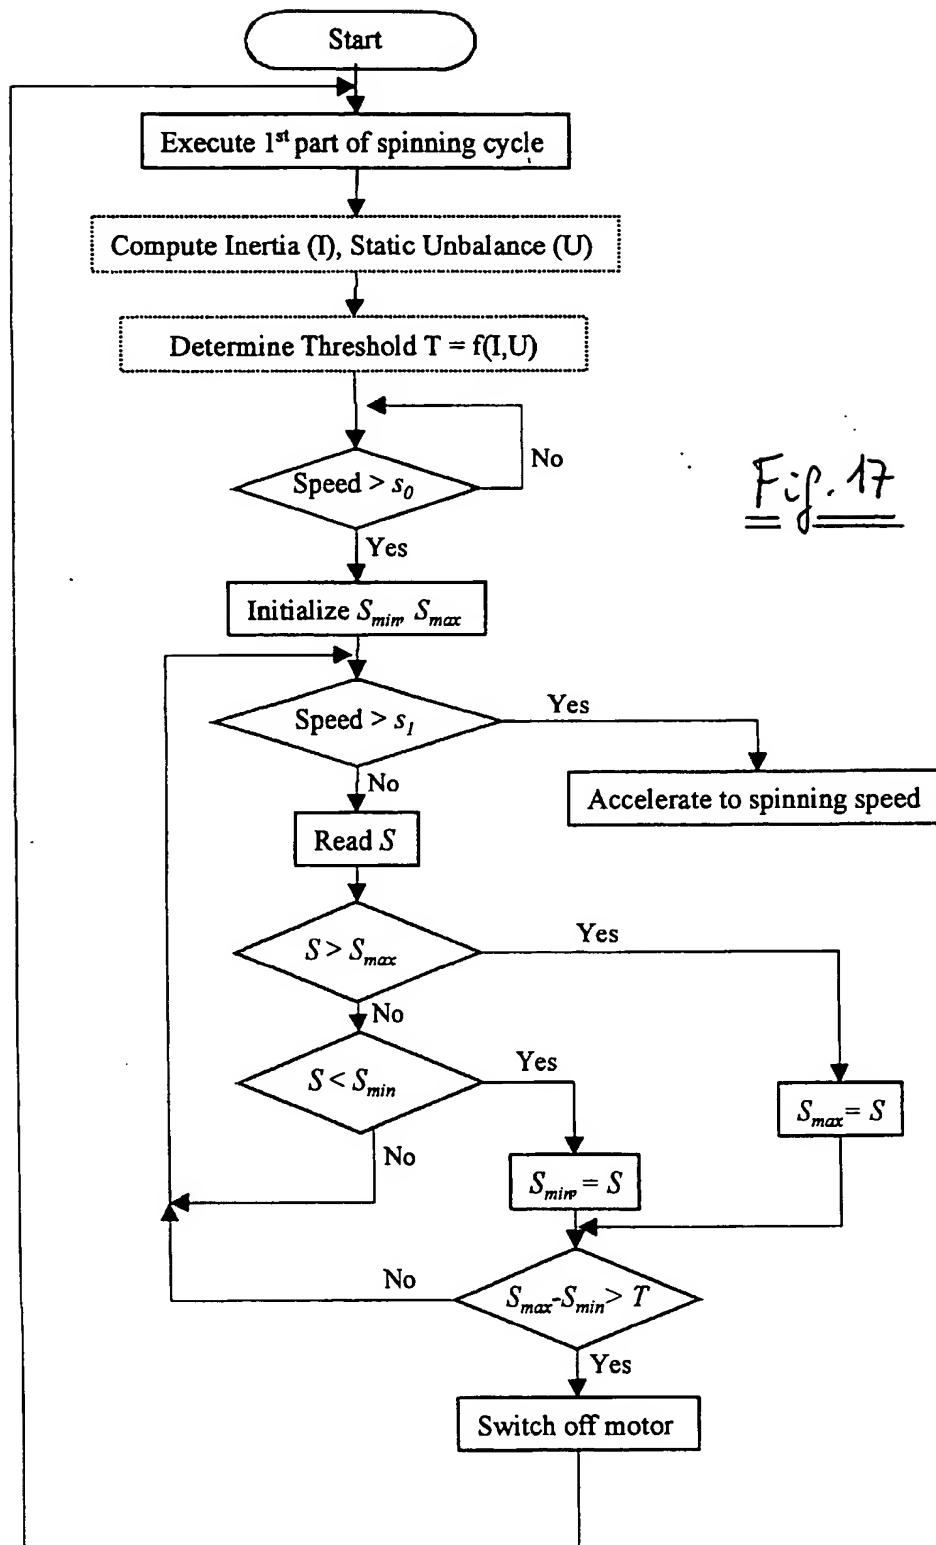 Start
Execute 1st part of spinning cycle
Compute Inertia (I), Static Unbalance (U)
Determine Threshold T = f(I,U)
No
Speed > s0
Fig. 17
Yes
Initialize Smin, Smax
Yes
Speed > s1
No
Accelerate to spinning speed
Read S
Yes
S > Smax
No
Yes
S < Smin
Smax = S
No
Smin = S
No
Smax-Smin > T
Yes
Switch off motor